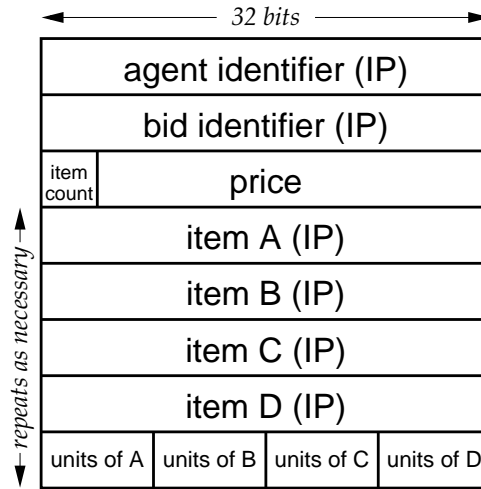 32 bits
agent identifier (IP)
bid identifier (IP)
item count
price
item A (IP)
item B (IP)
item C (IP)
item D (IP)
units of A units of B units of C units of D
repeats as necessary